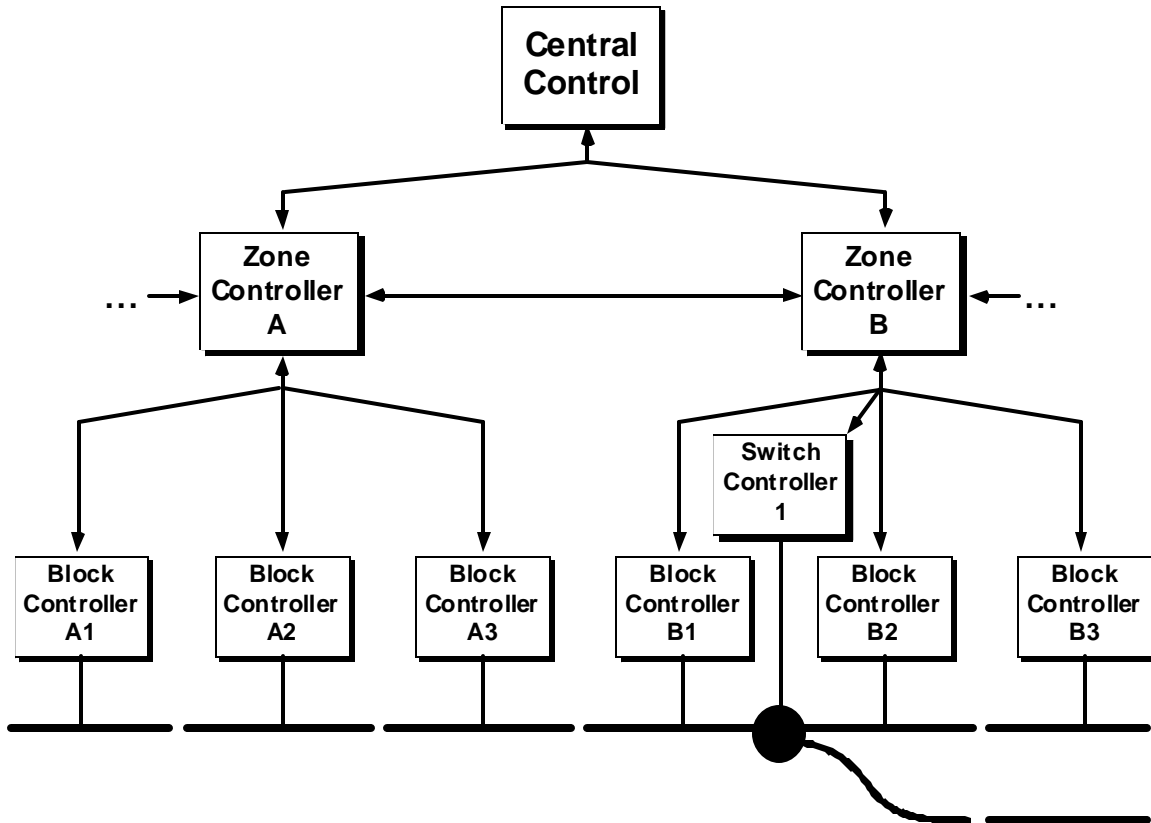 Central
Control
Zone
Controller
A
Zone
Controller
B
...
...
Switch
Controller
1
Block
Controller
A1
Block
Controller
A2
Block
Controller
A3
Block
Controller
B1
Block
Controller
B2
Block
Controller
B3